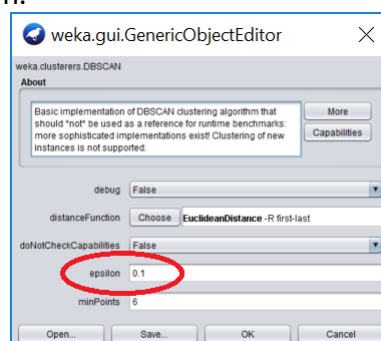 weka.gui.GenericObjectEditor
weka.clusterers.DBSCAN
About
Basic implementation of DBSCAN clustering algorithm that
should *not* be used as a reference for runtime benchmarks:
more sophisticated implementations exist! Clustering of new
instances is not supported.
More
Capabilities
debug False
distanceFunction Choose EuclideanDistance -R first-last
doNotCheckCapabilities False
epsilon 0.1
minPoints 6
Open... Save... OK Cancel